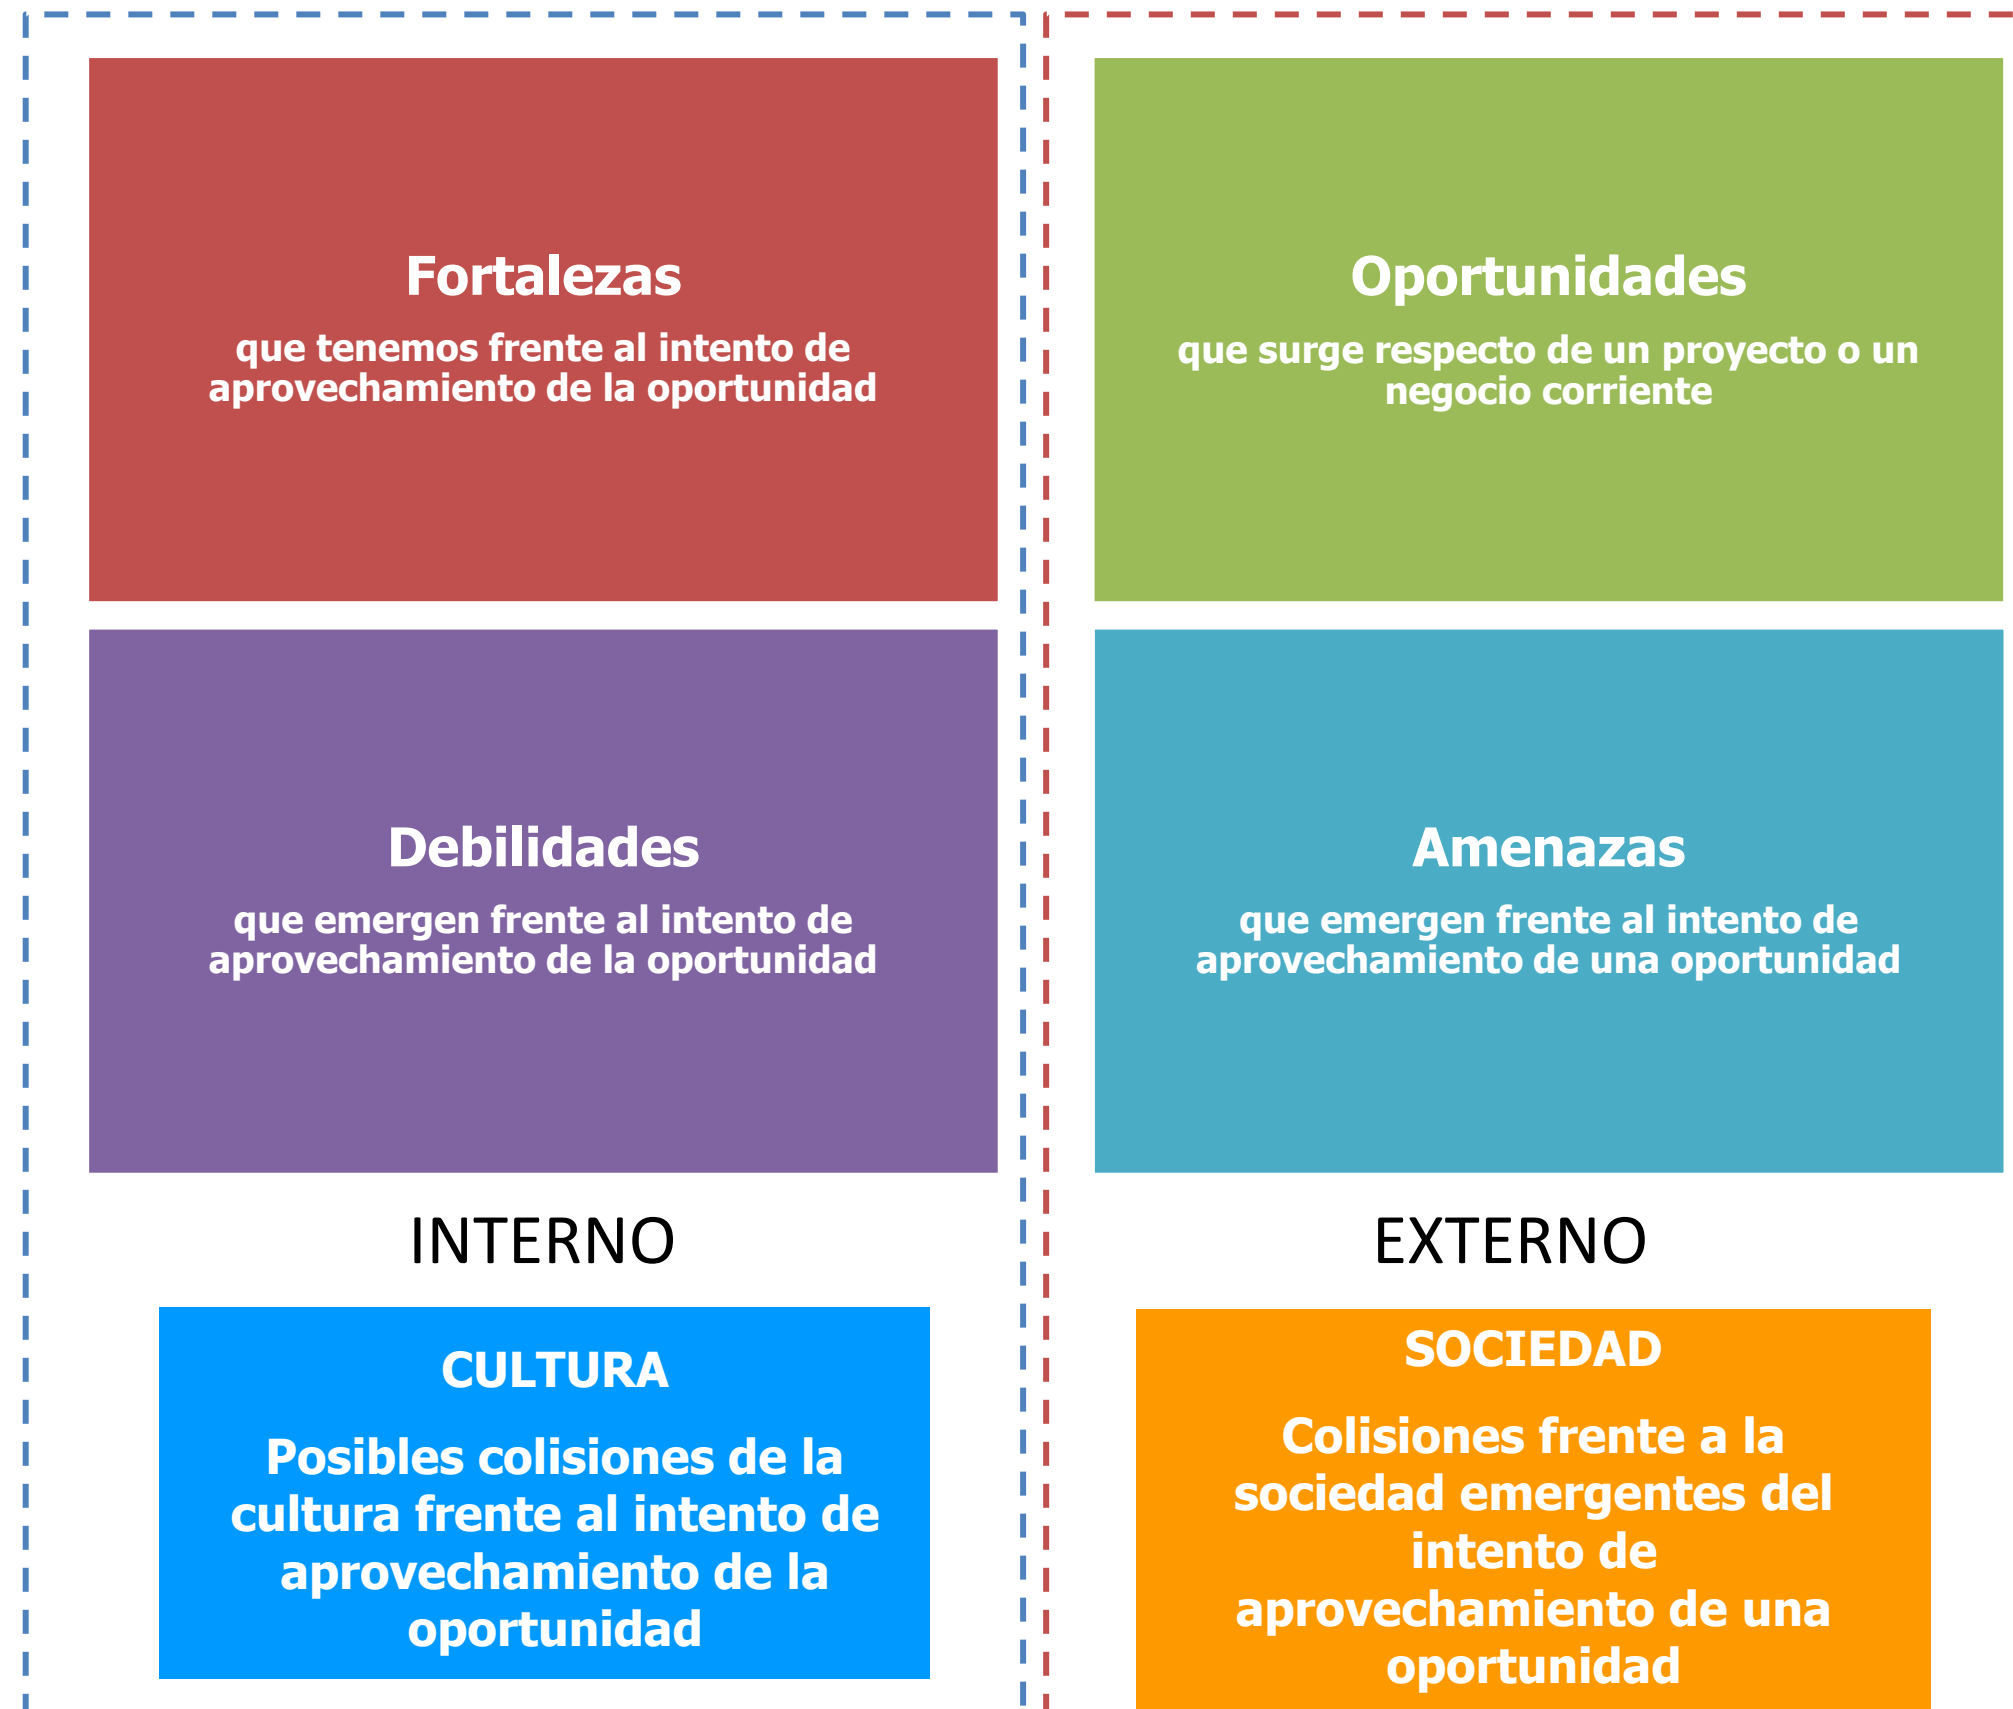 Fortalezas
que tenemos frente al intento de
aprovechamiento de la oportunidad
Oportunidades
que surge respecto de un proyecto o un
negocio corriente
Debilidades
que emergen frente al intento de
aprovechamiento de la oportunidad
Amenazas
que emergen frente al intento de
aprovechamiento de una oportunidad
INTERNO
EXTERNO
CULTURA
Posibles colisiones de la
cultura frente al intento de
aprovechamiento de la
oportunidad
SOCIEDAD
Colisiones frente a la
sociedad emergentes del
intento de
aprovechamiento de una
oportunidad